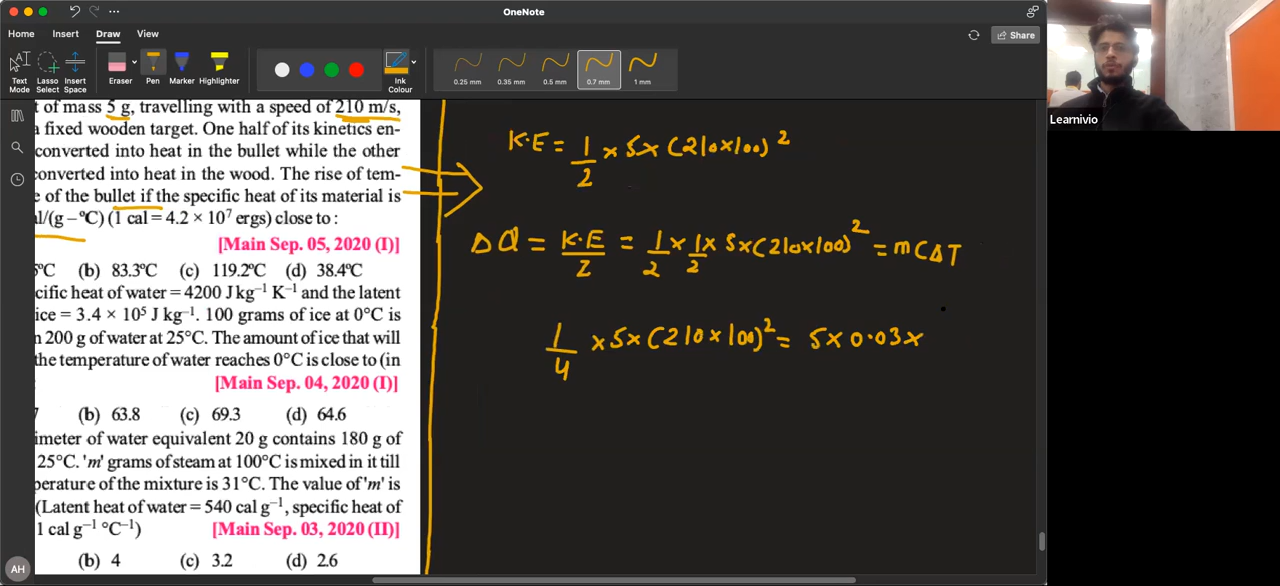 OneNote
Home Insert Draw View
Share
Text Mode
Lasso Select
Insert Space
Eraser
Pen
Marker
Highlighter
Ink Colour
0.25 mm
0.35 mm
0.5 mm
0.7 mm
1 mm
Learnivio
t of mass 5 g, travelling with a speed of 210 m/s,
a fixed wooden target. One half of its kinetics en-
converted into heat in the bullet while the other
converted into heat in the wood. The rise of tem-
e of the bullet if the specific heat of its material is
al/(g–°C) (1 cal = 4.2 × 10⁷ ergs) close to:
[Main Sep. 05, 2020 (I)]
°C (b) 83.3°C (c) 119.2°C (d) 38.4°C
cific heat of water = 4200 J kg⁻¹ K⁻¹ and the latent
ice = 3.4 × 10⁵ J kg⁻¹. 100 grams of ice at 0°C is
n 200 g of water at 25°C. The amount of ice that will
the temperature of water reaches 0°C is close to (in
[Main Sep. 04, 2020 (I)]
(b) 63.8 (c) 69.3 (d) 64.6
imeter of water equivalent 20 g contains 180 g of
25°C. 'm' grams of steam at 100°C is mixed in it till
perature of the mixture is 31°C. The value of 'm' is
(Latent heat of water = 540 cal g⁻¹, specific heat of
1 cal g⁻¹ °C⁻¹)
[Main Sep. 03, 2020 (II)]
(b) 4 (c) 3.2 (d) 2.6
K.E = 1/2 × 5 × (210×100)²
ΔQ = K.E/2 = 1/2 × 1/2 × 5 × (210×100)² = mCΔT
1/4 × 5 × (210×100)² = 5 × 0.03 ×
AH